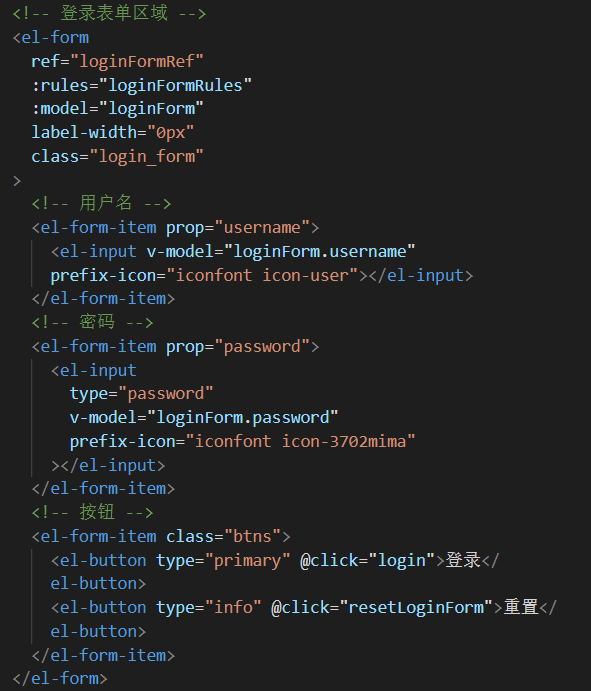 <!-- 登录表单区域 -->
<el-form
  ref="loginFormRef"
  :rules="loginFormRules"
  :model="loginForm"
  label-width="0px"
  class="login_form"
>
  <!-- 用户名 -->
  <el-form-item prop="username">
    <el-input v-model="loginForm.username"
    prefix-icon="iconfont icon-user"></el-input>
  </el-form-item>
  <!-- 密码 -->
  <el-form-item prop="password">
    <el-input
      type="password"
      v-model="loginForm.password"
      prefix-icon="iconfont icon-3702mima"
    ></el-input>
  </el-form-item>
  <!-- 按钮 -->
  <el-form-item class="btns">
    <el-button type="primary" @click="login">登录</
    el-button>
    <el-button type="info" @click="resetLoginForm">重置</
    el-button>
  </el-form-item>
</el-form>